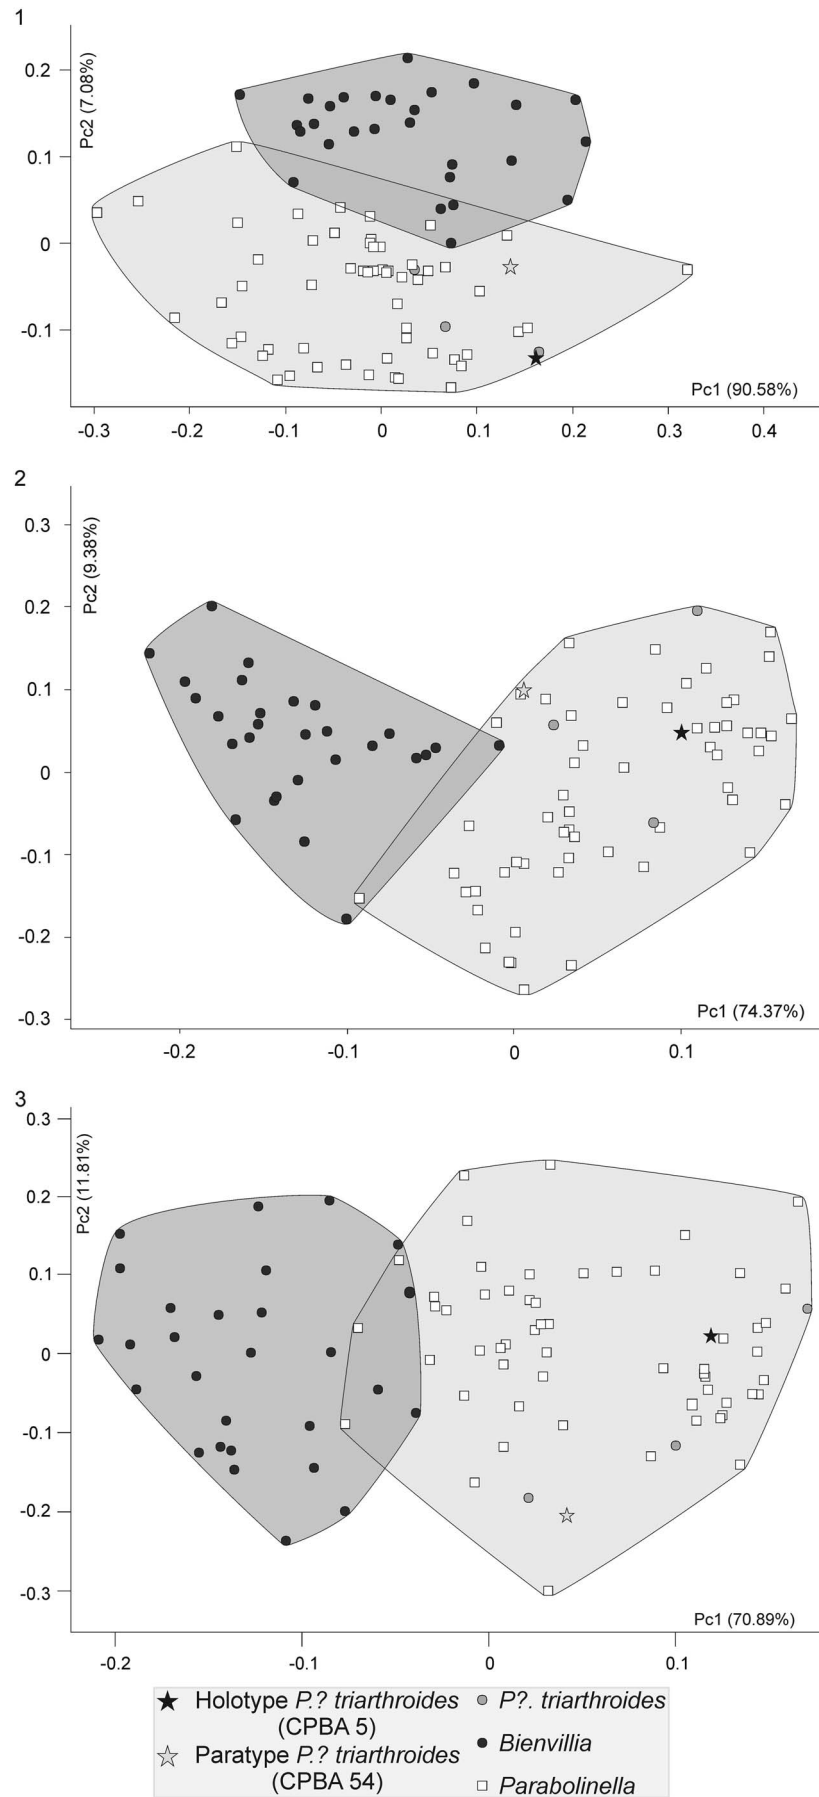 1
Pc2 (7.08%)
0.2
0.1
0
-0.1
Pc1 (90.58%)
-0.3 -0.2 -0.1 0 0.1 0.2 0.3 0.4
2
Pc2 (9.38%)
0.3
0.2
0.1
0
-0.1
-0.2
-0.3
Pc1 (74.37%)
-0.2 -0.1 0 0.1
3
Pc2 (11.81%)
0.3
0.2
0.1
0
-0.1
-0.2
-0.3
Pc1 (70.89%)
-0.2 -0.1 0 0.1
Holotype P.? triarthroides
(CPBA 5)
Paratype P.? triarthroides
(CPBA 54)
P?. triarthroides
Bienvillia
Parabolinella